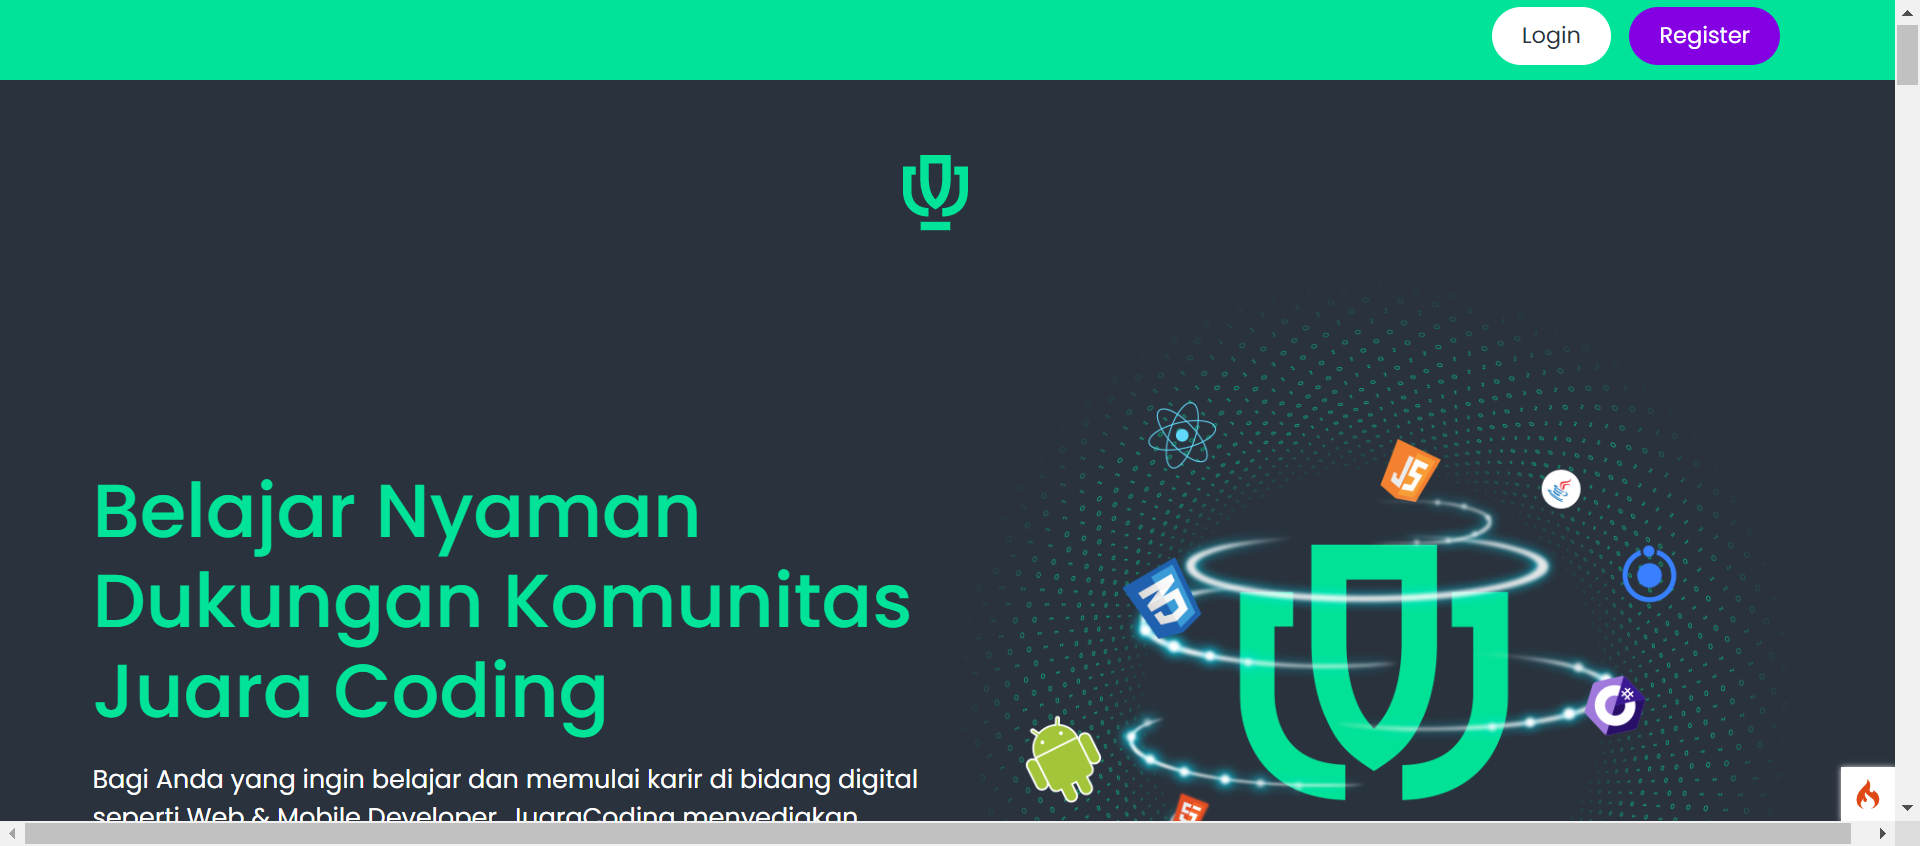 Login
Register
Belajar Nyaman
Dukungan Komunitas
Juara Coding
Bagi Anda yang ingin belajar dan memulai karir di bidang digital
seperti Web & Mobile Developer, JuaraCoding menyediakan
JS